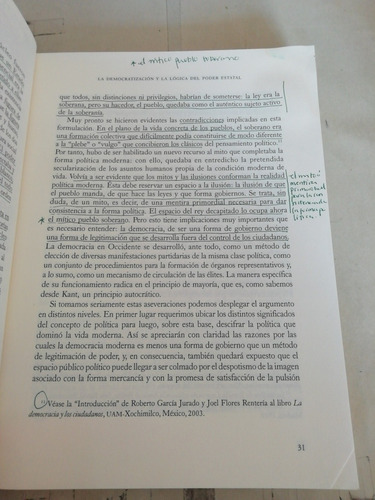 * el mítico pueblo soberano
LA DEMOCRATIZACIÓN Y LA LÓGICA DEL PODER ESTATAL
que todos, sin distinciones ni privilegios, habrían de someterse: la ley era la
soberana, pero su hacedor, el pueblo, quedaba como el auténtico sujeto activo
de la soberanía.
Muy pronto se hicieron evidentes las contradicciones implicadas en esta
formulación. En el plano de la vida concreta de los pueblos, el soberano era
una formación colectiva que difícilmente podía constituirse de modo diferente
a la "plebe" o "vulgo" que concibieron los clásicos del pensamiento político.
Por tanto, hubo de ser habilitado un nuevo recurso al mito que completaba la
forma política moderna: con ello, quedaba en entredicho la pretendida
secularización de los asuntos humanos propia de la condición moderna de
vida. Volvía a ser evidente que los mitos y las ilusiones conforman la realidad
política moderna. Ésta debe reservar un espacio a la ilusión: la ilusión de que
el pueblo manda, de que hace las leyes y que forma gobiernos. Se trata, sin
duda, de un mito, es decir, de una mentira primordial necesaria para dar
consistencia a la forma política. El espacio del rey decapitado lo ocupa ahora
* el mítico pueblo soberano. Pero esto tiene implicaciones muy importantes que
es necesario entender: la democracia, de ser una forma de gobierno deviene
una forma de legitimación que se desarrolla fuera del control de los ciudadanos.
La democracia en Occidente se desarrolló, ante todo, como un método de
elección de diversas manifestaciones partidarias de la misma clase política, como
un conjunto de procedimientos para la formación de órganos representativos y,
a lo sumo, como un mecanismo de circulación de las élites. La manera específica
de su funcionamiento radica en el principio de mayoría, que es, como sabemos
desde Kant, un principio autocrático.
Si tomamos seriamente estas aseveraciones podemos desplegar el argumento
en distintos niveles. En primer lugar requerimos ubicar los distintos significados
del concepto de política para luego, sobre esta base, descifrar la política que
dominó la vida moderna. Así se apreciarán con claridad las razones por las
cuales la democracia moderna es menos una forma de gobierno que un método
de legitimación de poder, y, en consecuencia, también quedará expuesto que el
espacio público político puede llegar a ser colmado por el despotismo de la imagen
asociado con la forma mercancía y con la promesa de satisfacción de la pulsión
Véase la "Introducción" de Roberto García Jurado y Joel Flores Rentería al libro La
democracia y los ciudadanos, UAM-Xochimilco, México, 2003.
31
el mito
mentira
primordial
para dar